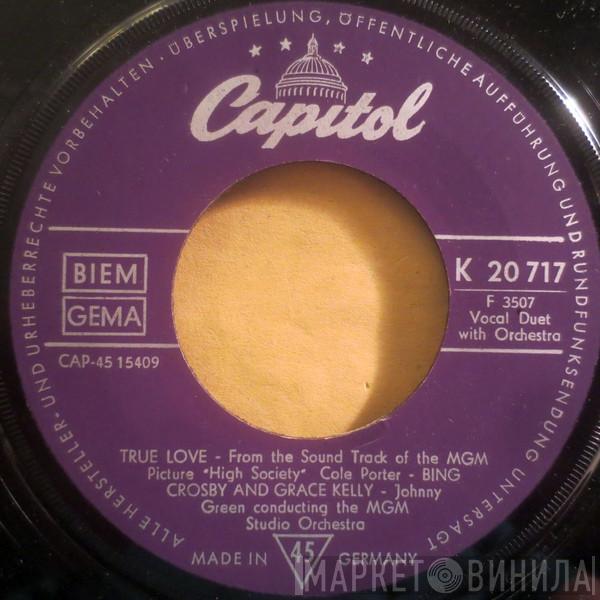 ALLE HERSTELLER- UND URHEBERRECHTE VORBEHALTEN · ÜBERSPIELUNG, ÖFFENTLICHE AUFFÜHRUNG UND RUNDFUNKSENDUNG UNTERSAGT
Capitol
BIEM
GEMA
CAP-45 15409
K 20 717
F 3507
Vocal Duet
with Orchestra
TRUE LOVE - From the Sound Track of the MGM
Picture "High Society" Cole Porter - BING
CROSBY AND GRACE KELLY - Johnny
Green conducting the MGM
Studio Orchestra
MADE IN 45 GERMANY
МАРКЕТ ВИНИЛА